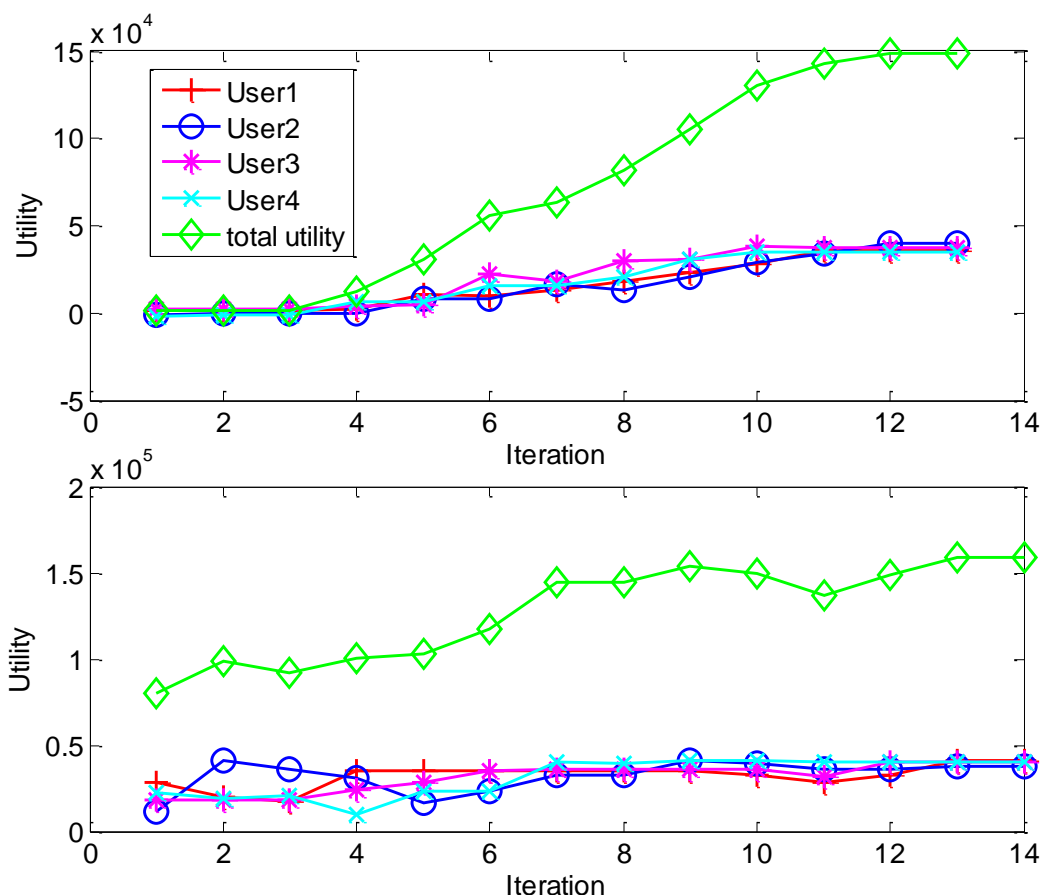 x 10^4
15
10
5
0
-5
Utility
User1
User2
User3
User4
total utility
0 2 4 6 8 10 12 14
Iteration
x 10^5
2
1.5
1
0.5
0
Utility
0 2 4 6 8 10 12 14
Iteration